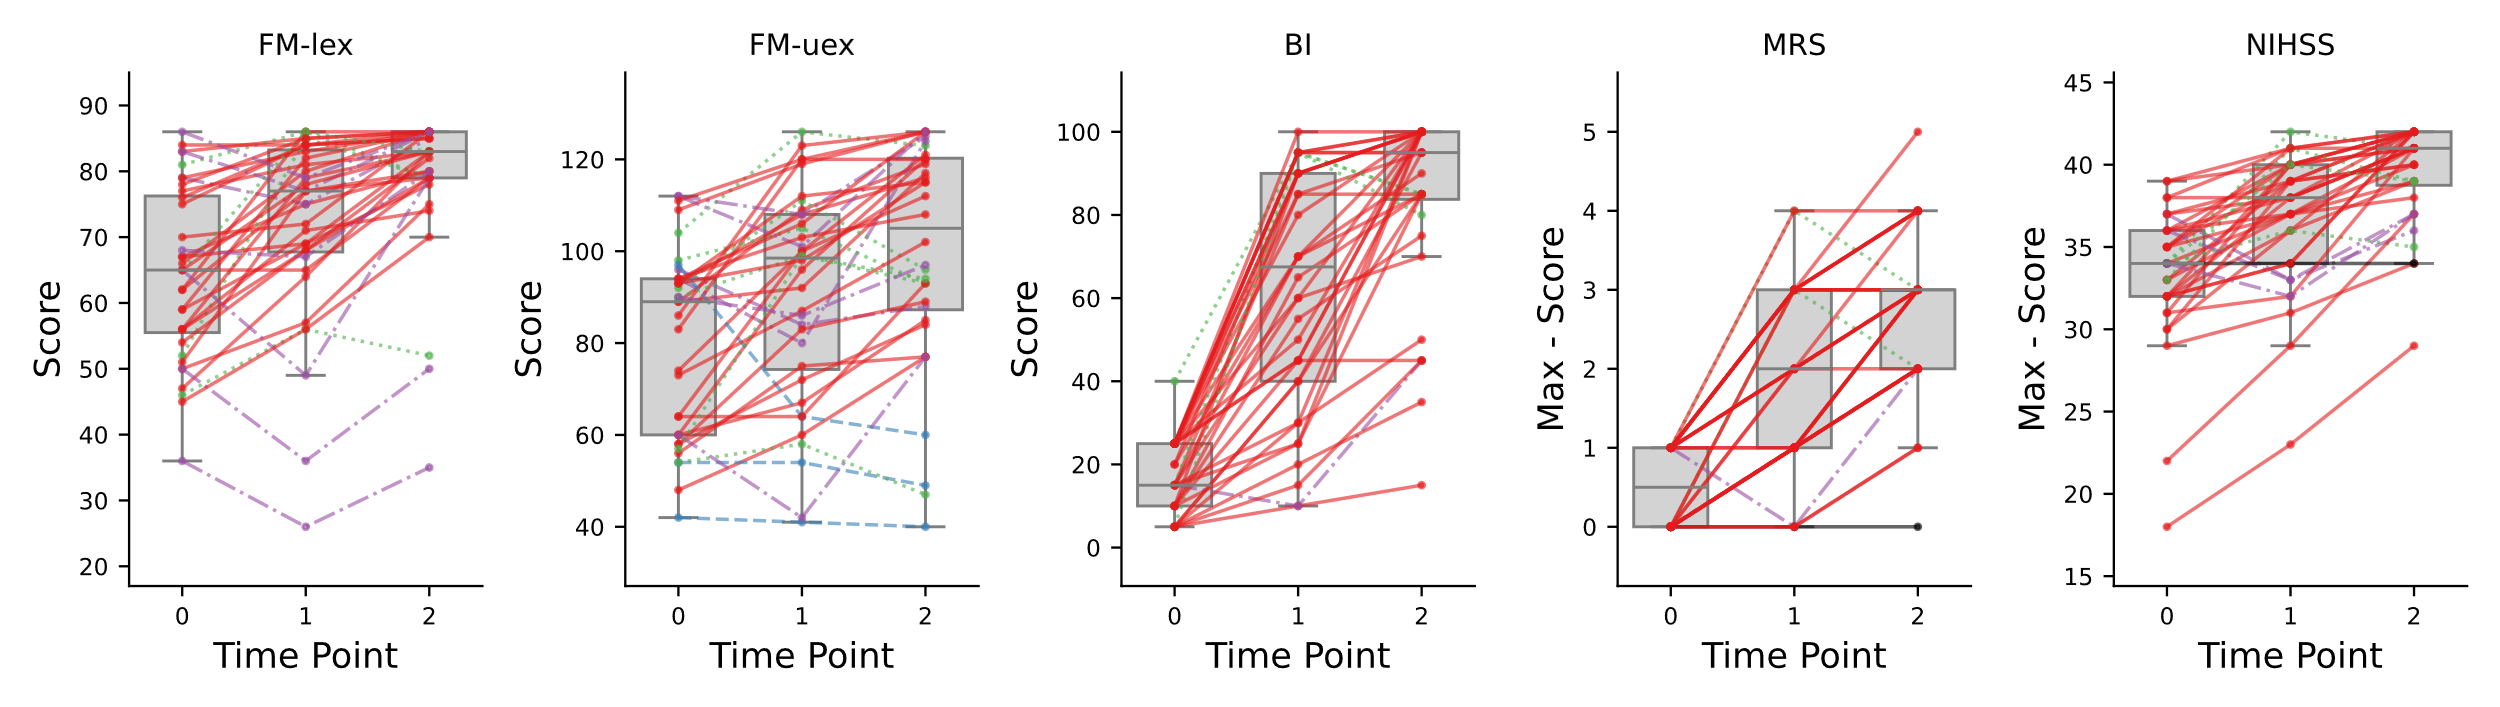 FM-lex
Score
90
80
70
60
50
40
30
20
0 1 2
Time Point
FM-uex
Score
120
100
80
60
40
0 1 2
Time Point
BI
Score
100
80
60
40
20
0
0 1 2
Time Point
MRS
Max - Score
5
4
3
2
1
0
0 1 2
Time Point
NIHSS
Max - Score
45
40
35
30
25
20
15
0 1 2
Time Point